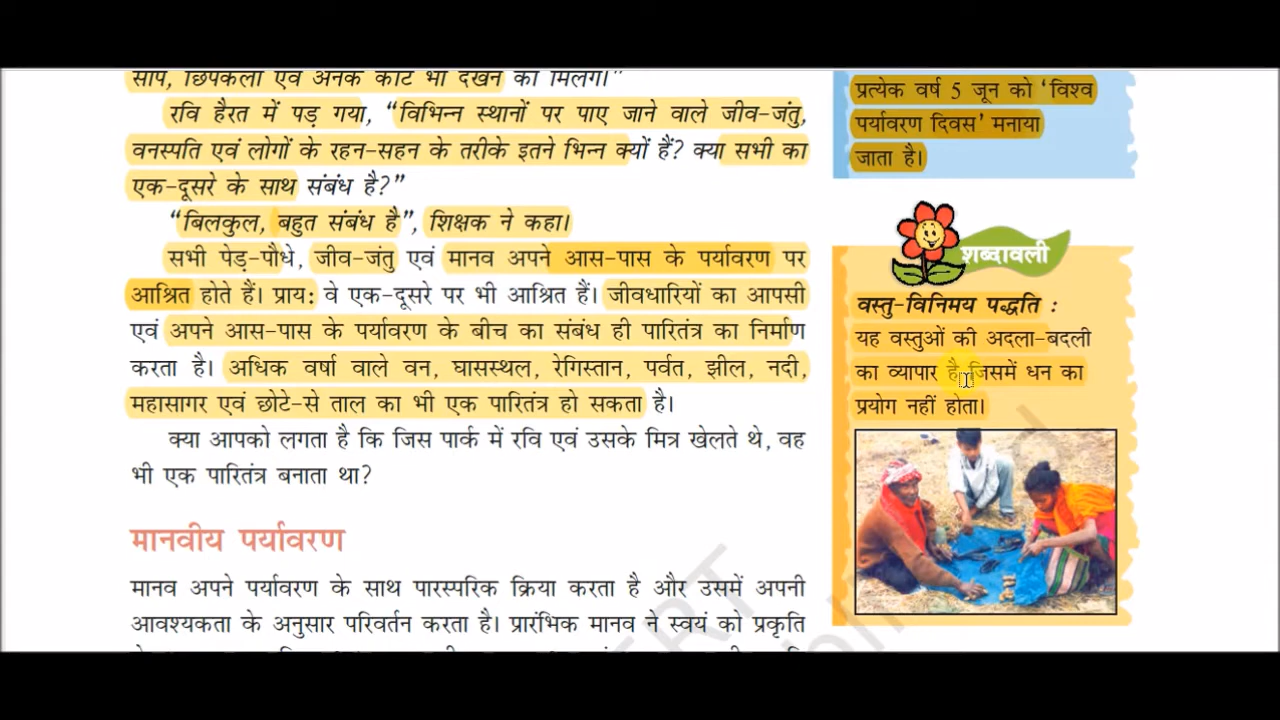 साँप, छिपकली एवं अनेक कीट भी देखने को मिलेंगे।"
रवि हैरत में पड़ गया, "विभिन्न स्थानों पर पाए जाने वाले जीव-जंतु,
वनस्पति एवं लोगों के रहन-सहन के तरीके इतने भिन्न क्यों हैं? क्या सभी का
एक-दूसरे के साथ संबंध है?"
"बिलकुल, बहुत संबंध है", शिक्षक ने कहा।
सभी पेड़-पौधे, जीव-जंतु एवं मानव अपने आस-पास के पर्यावरण पर
आश्रित होते हैं। प्राय: वे एक-दूसरे पर भी आश्रित हैं। जीवधारियों का आपसी
एवं अपने आस-पास के पर्यावरण के बीच का संबंध ही पारितंत्र का निर्माण
करता है। अधिक वर्षा वाले वन, घासस्थल, रेगिस्तान, पर्वत, झील, नदी,
महासागर एवं छोटे-से ताल का भी एक पारितंत्र हो सकता है।
क्या आपको लगता है कि जिस पार्क में रवि एवं उसके मित्र खेलते थे, वह
भी एक पारितंत्र बनाता था?
मानवीय पर्यावरण
मानव अपने पर्यावरण के साथ पारस्परिक क्रिया करता है और उसमें अपनी
आवश्यकता के अनुसार परिवर्तन करता है। प्रारंभिक मानव ने स्वयं को प्रकृति
प्रत्येक वर्ष 5 जून को 'विश्व
पर्यावरण दिवस' मनाया
जाता है।
शब्दावली
वस्तु-विनिमय पद्धति :
यह वस्तुओं की अदला-बदली
का व्यापार है जिसमें धन का
प्रयोग नहीं होता।